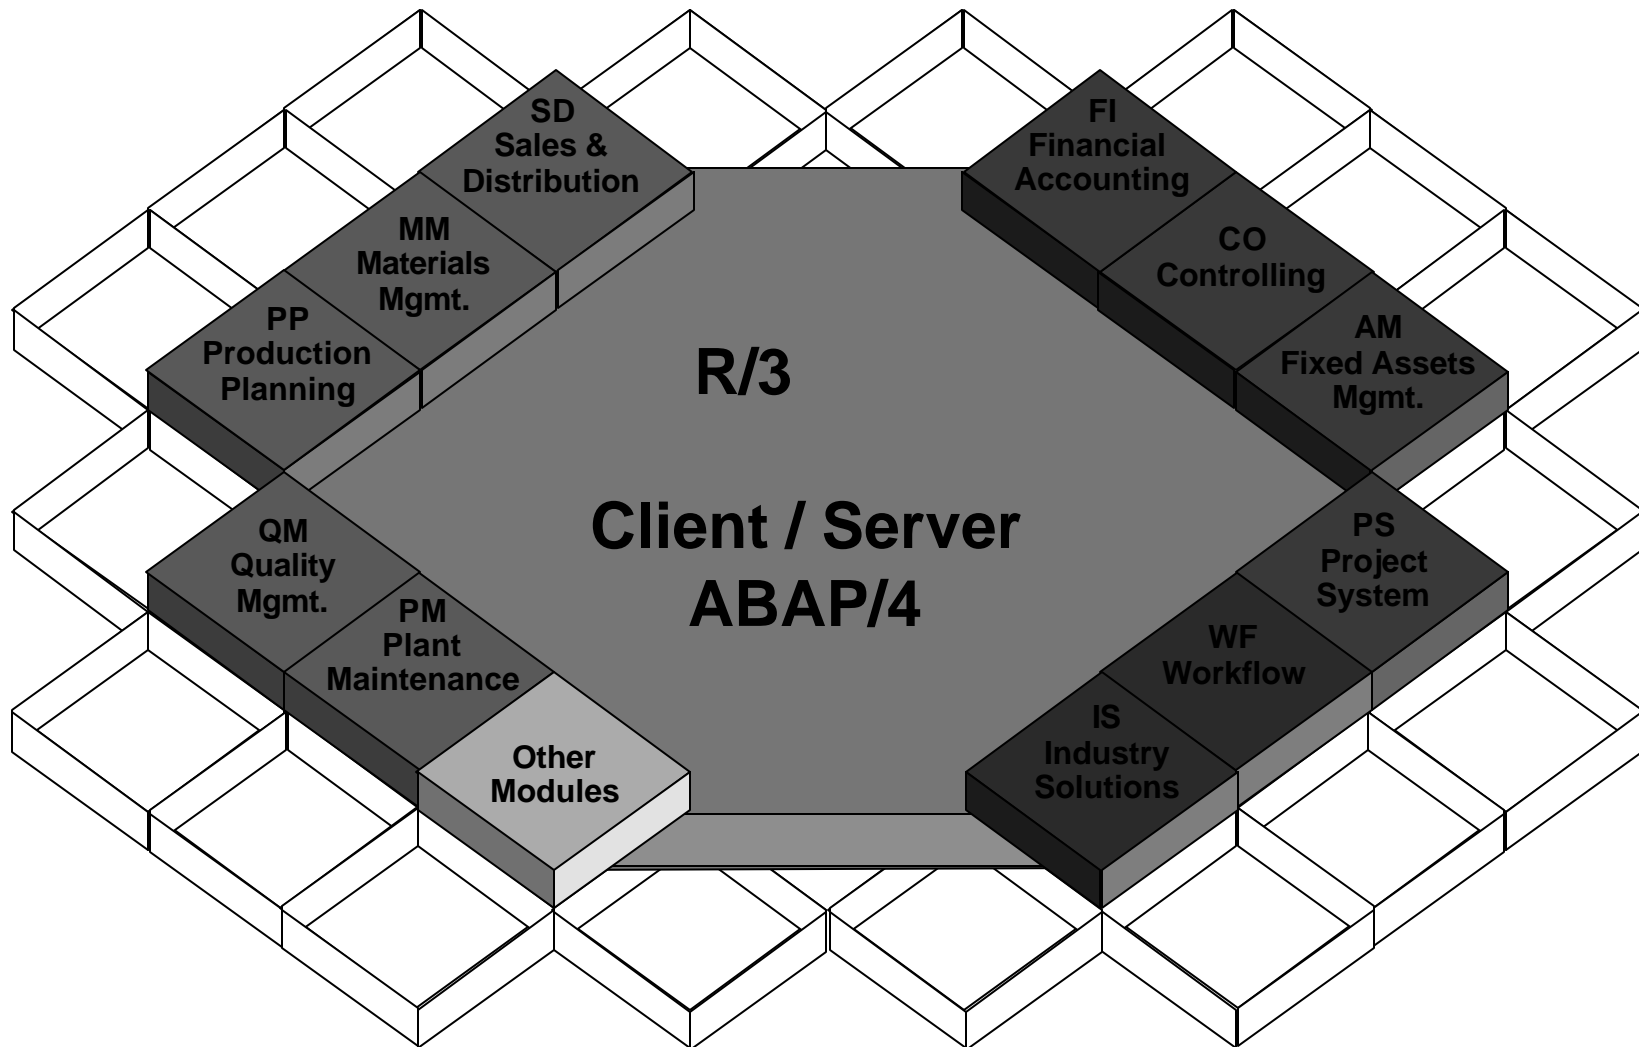 SD
Sales &
Distribution
MM
Materials
Mgmt.
PP
Production
Planning
FI
Financial
Accounting
CO
Controlling
AM
Fixed Assets
Mgmt.
R/3
Client / Server
ABAP/4
QM
Quality
Mgmt.
PM
Plant
Maintenance
Other
Modules
PS
Project
System
WF
Workflow
IS
Industry
Solutions